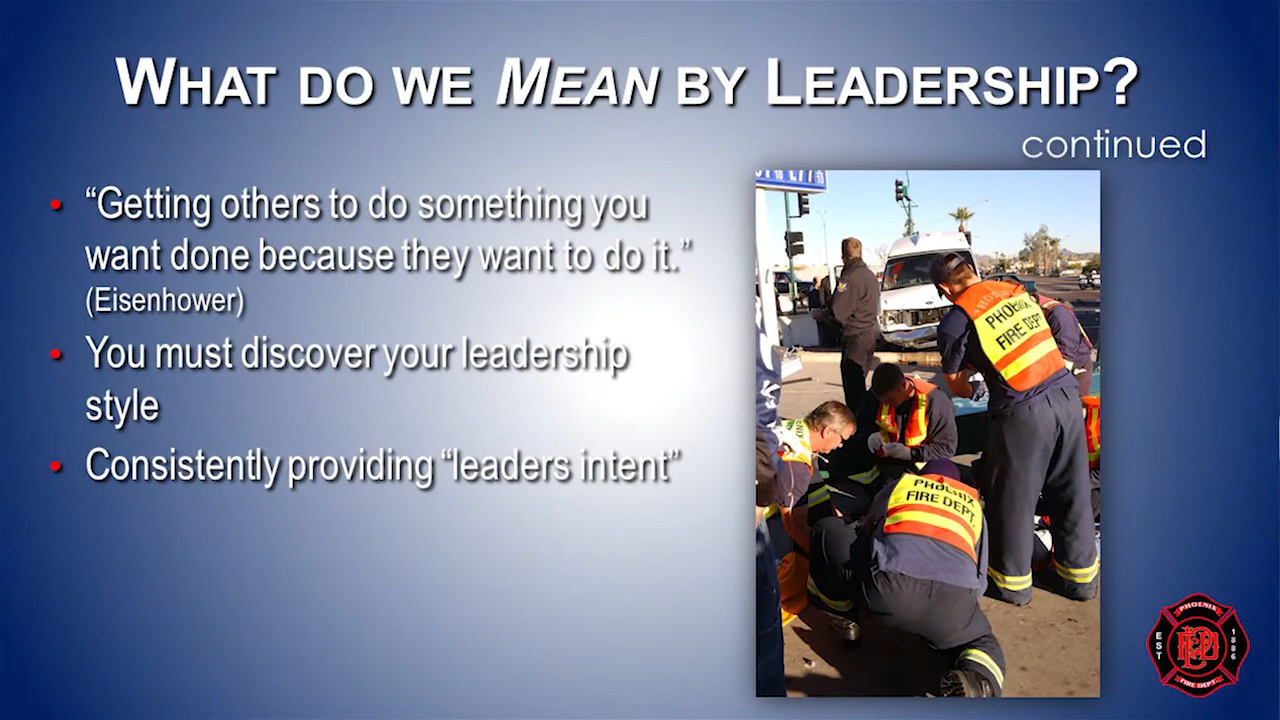 WHAT DO WE MEAN BY LEADERSHIP?
continued
• “Getting others to do something you
want done because they want to do it.”
(Eisenhower)
• You must discover your leadership
style
• Consistently providing “leaders intent”
PHOENIX
FIRE DEPT.
PHOENIX
FIRE DEPT.
PHOENIX
EST
1886
FIRE DEPT.